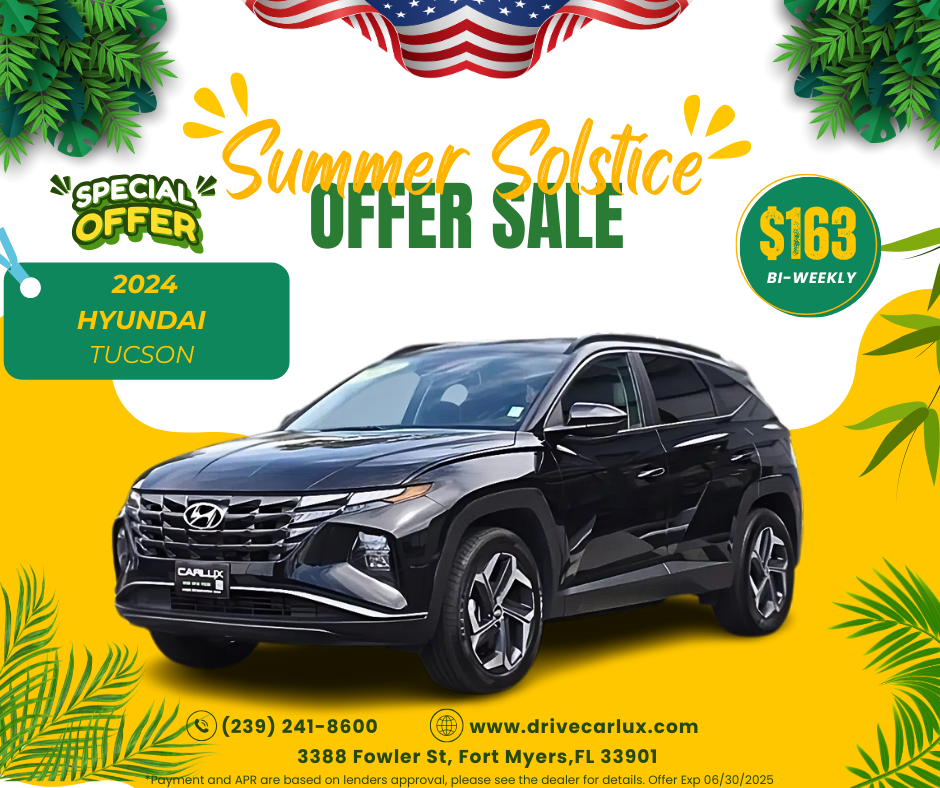 Summer Solstice
OFFER SALE
SPECIAL
OFFER
$163
BI-WEEKLY
2024
HYUNDAI
TUCSON
CARLUX
(239) 241-8600
www.drivecarlux.com
3388 Fowler St, Fort Myers,FL 33901
*Payment and APR are based on lenders approval, please see the dealer for details. Offer Exp 06/30/2025